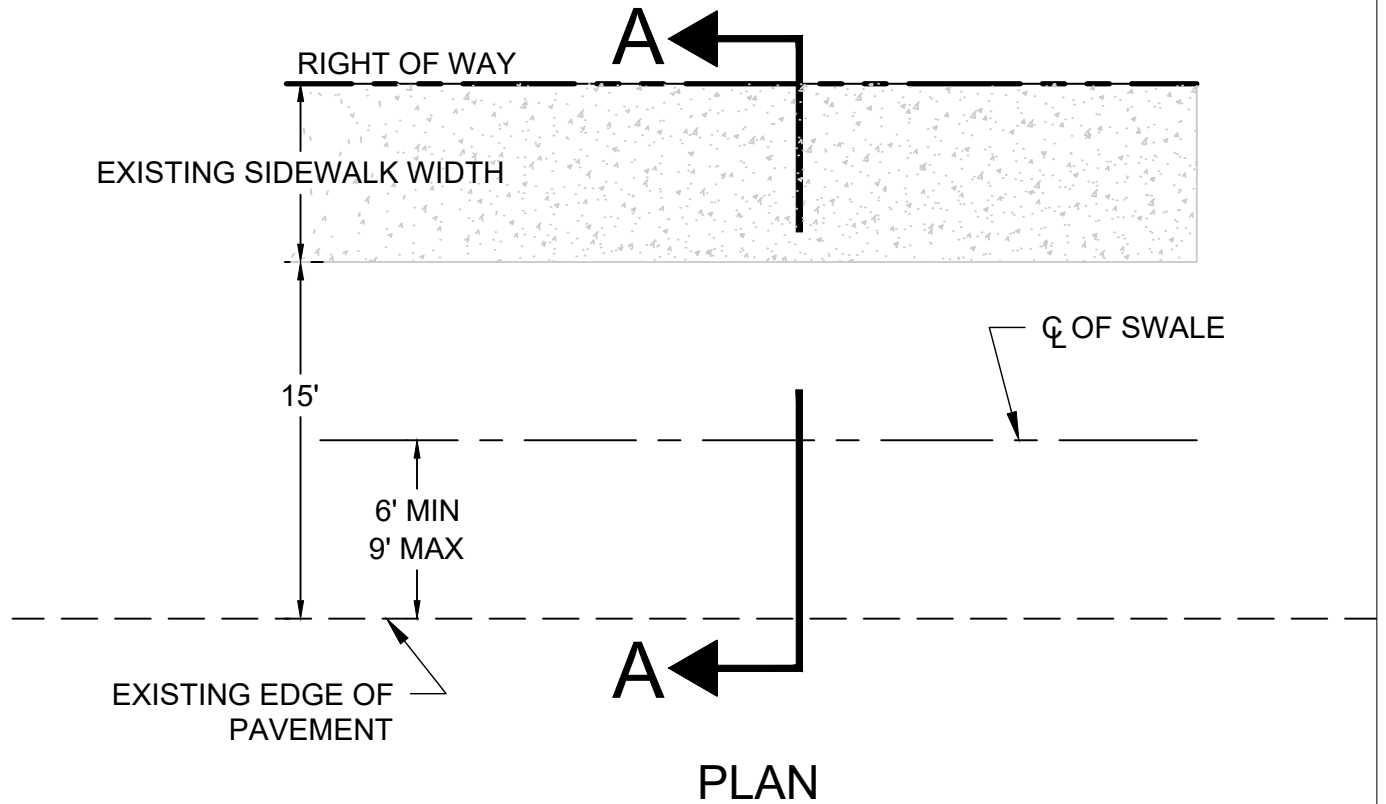 A
RIGHT OF WAY
EXISTING SIDEWALK WIDTH
℄ OF SWALE
15'
6' MIN
9' MAX
A
EXISTING EDGE OF
PAVEMENT
PLAN